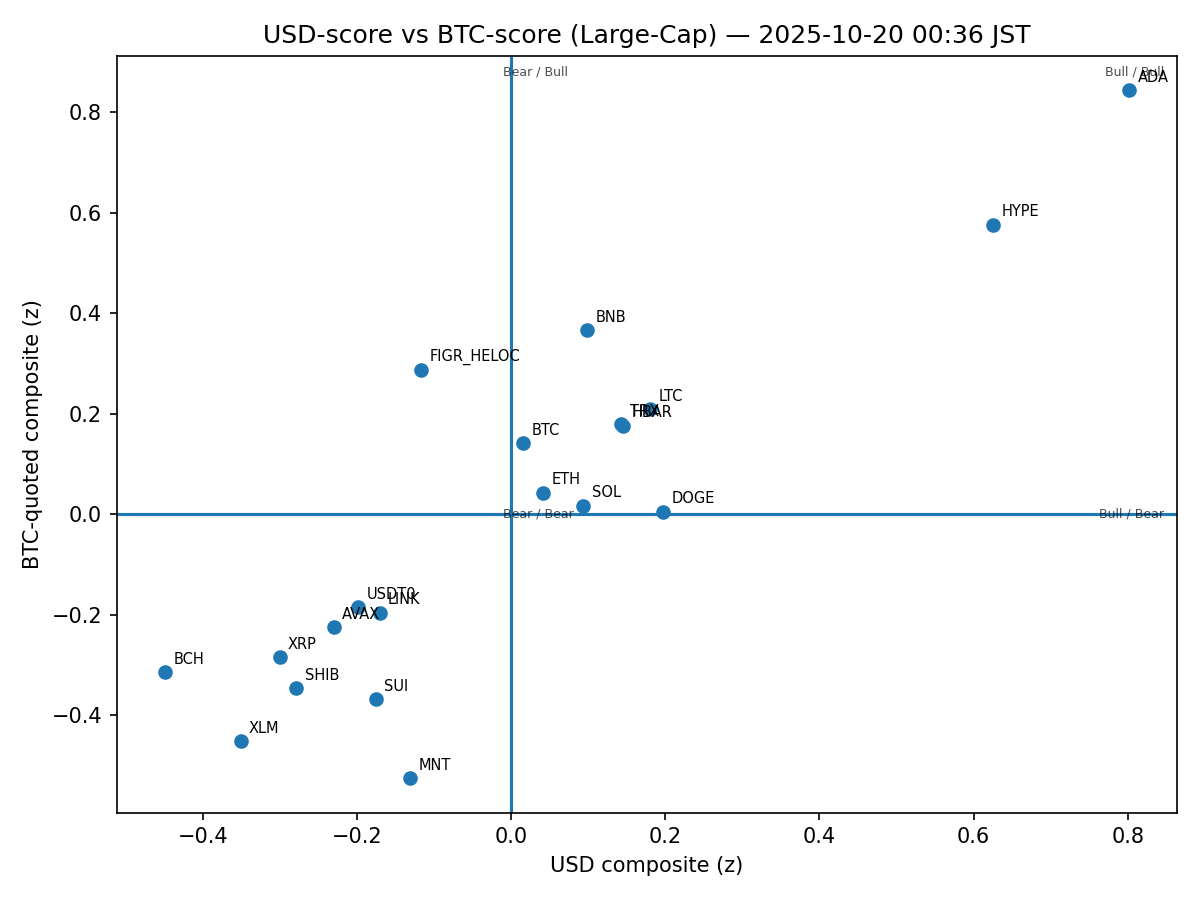 USD-score vs BTC-score (Large-Cap) — 2025-10-20 00:36 JST
Bear / Bull
Bull / Bull
ADA
0.8
HYPE
0.6
BNB
0.4
FIGR_HELOC
LTC
TRX
HBAR
0.2
BTC
ETH
SOL
DOGE
0.0
Bear / Bear
Bull / Bear
USDT0
LINK
AVAX
−0.2
XRP
BCH
SHIB
SUI
−0.4
XLM
MNT
−0.4 −0.2 0.0 0.2 0.4 0.6 0.8
USD composite (z)
BTC-quoted composite (z)